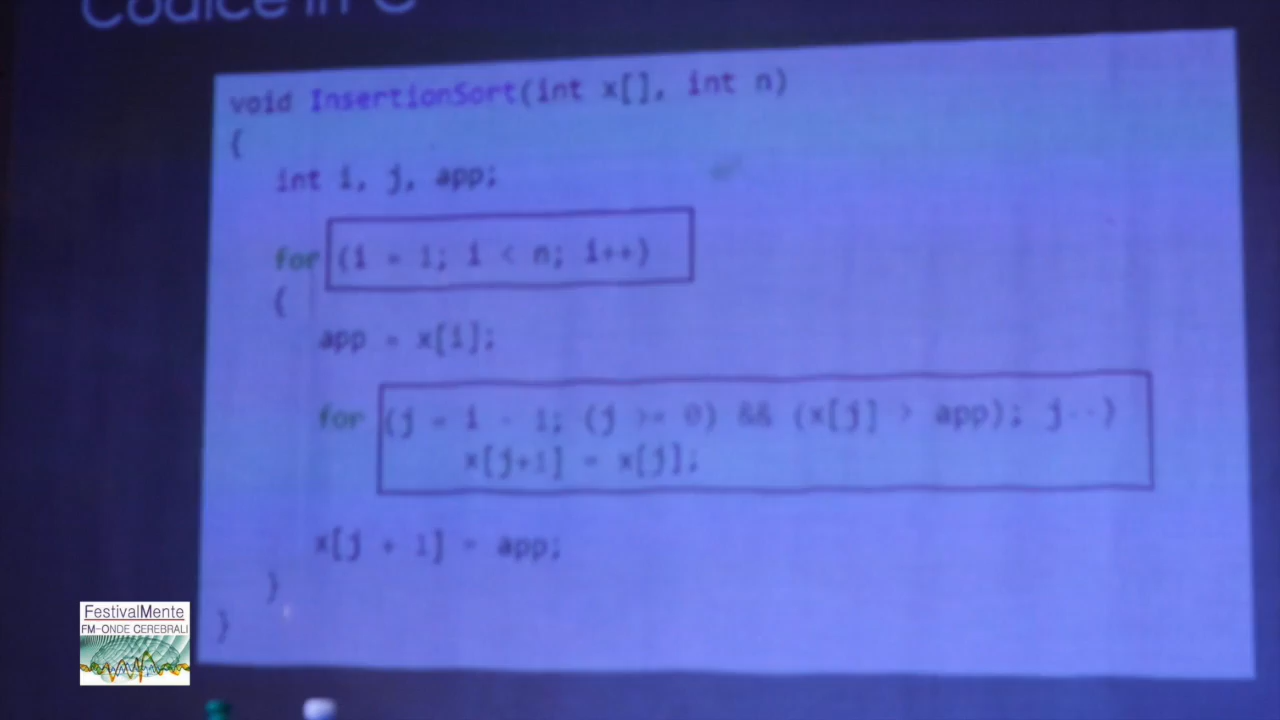 Codice in C
void InsertionSort(int x[], int n)
{
int i, j, app;
for (i = 1; i < n; i++)
{
app = x[i];
for (j = i - 1; (j >= 0) && (x[j] > app); j--)
x[j+1] = x[j];
x[j + 1] = app;
}
}
FestivalMente
FM-ONDE CEREBRALI